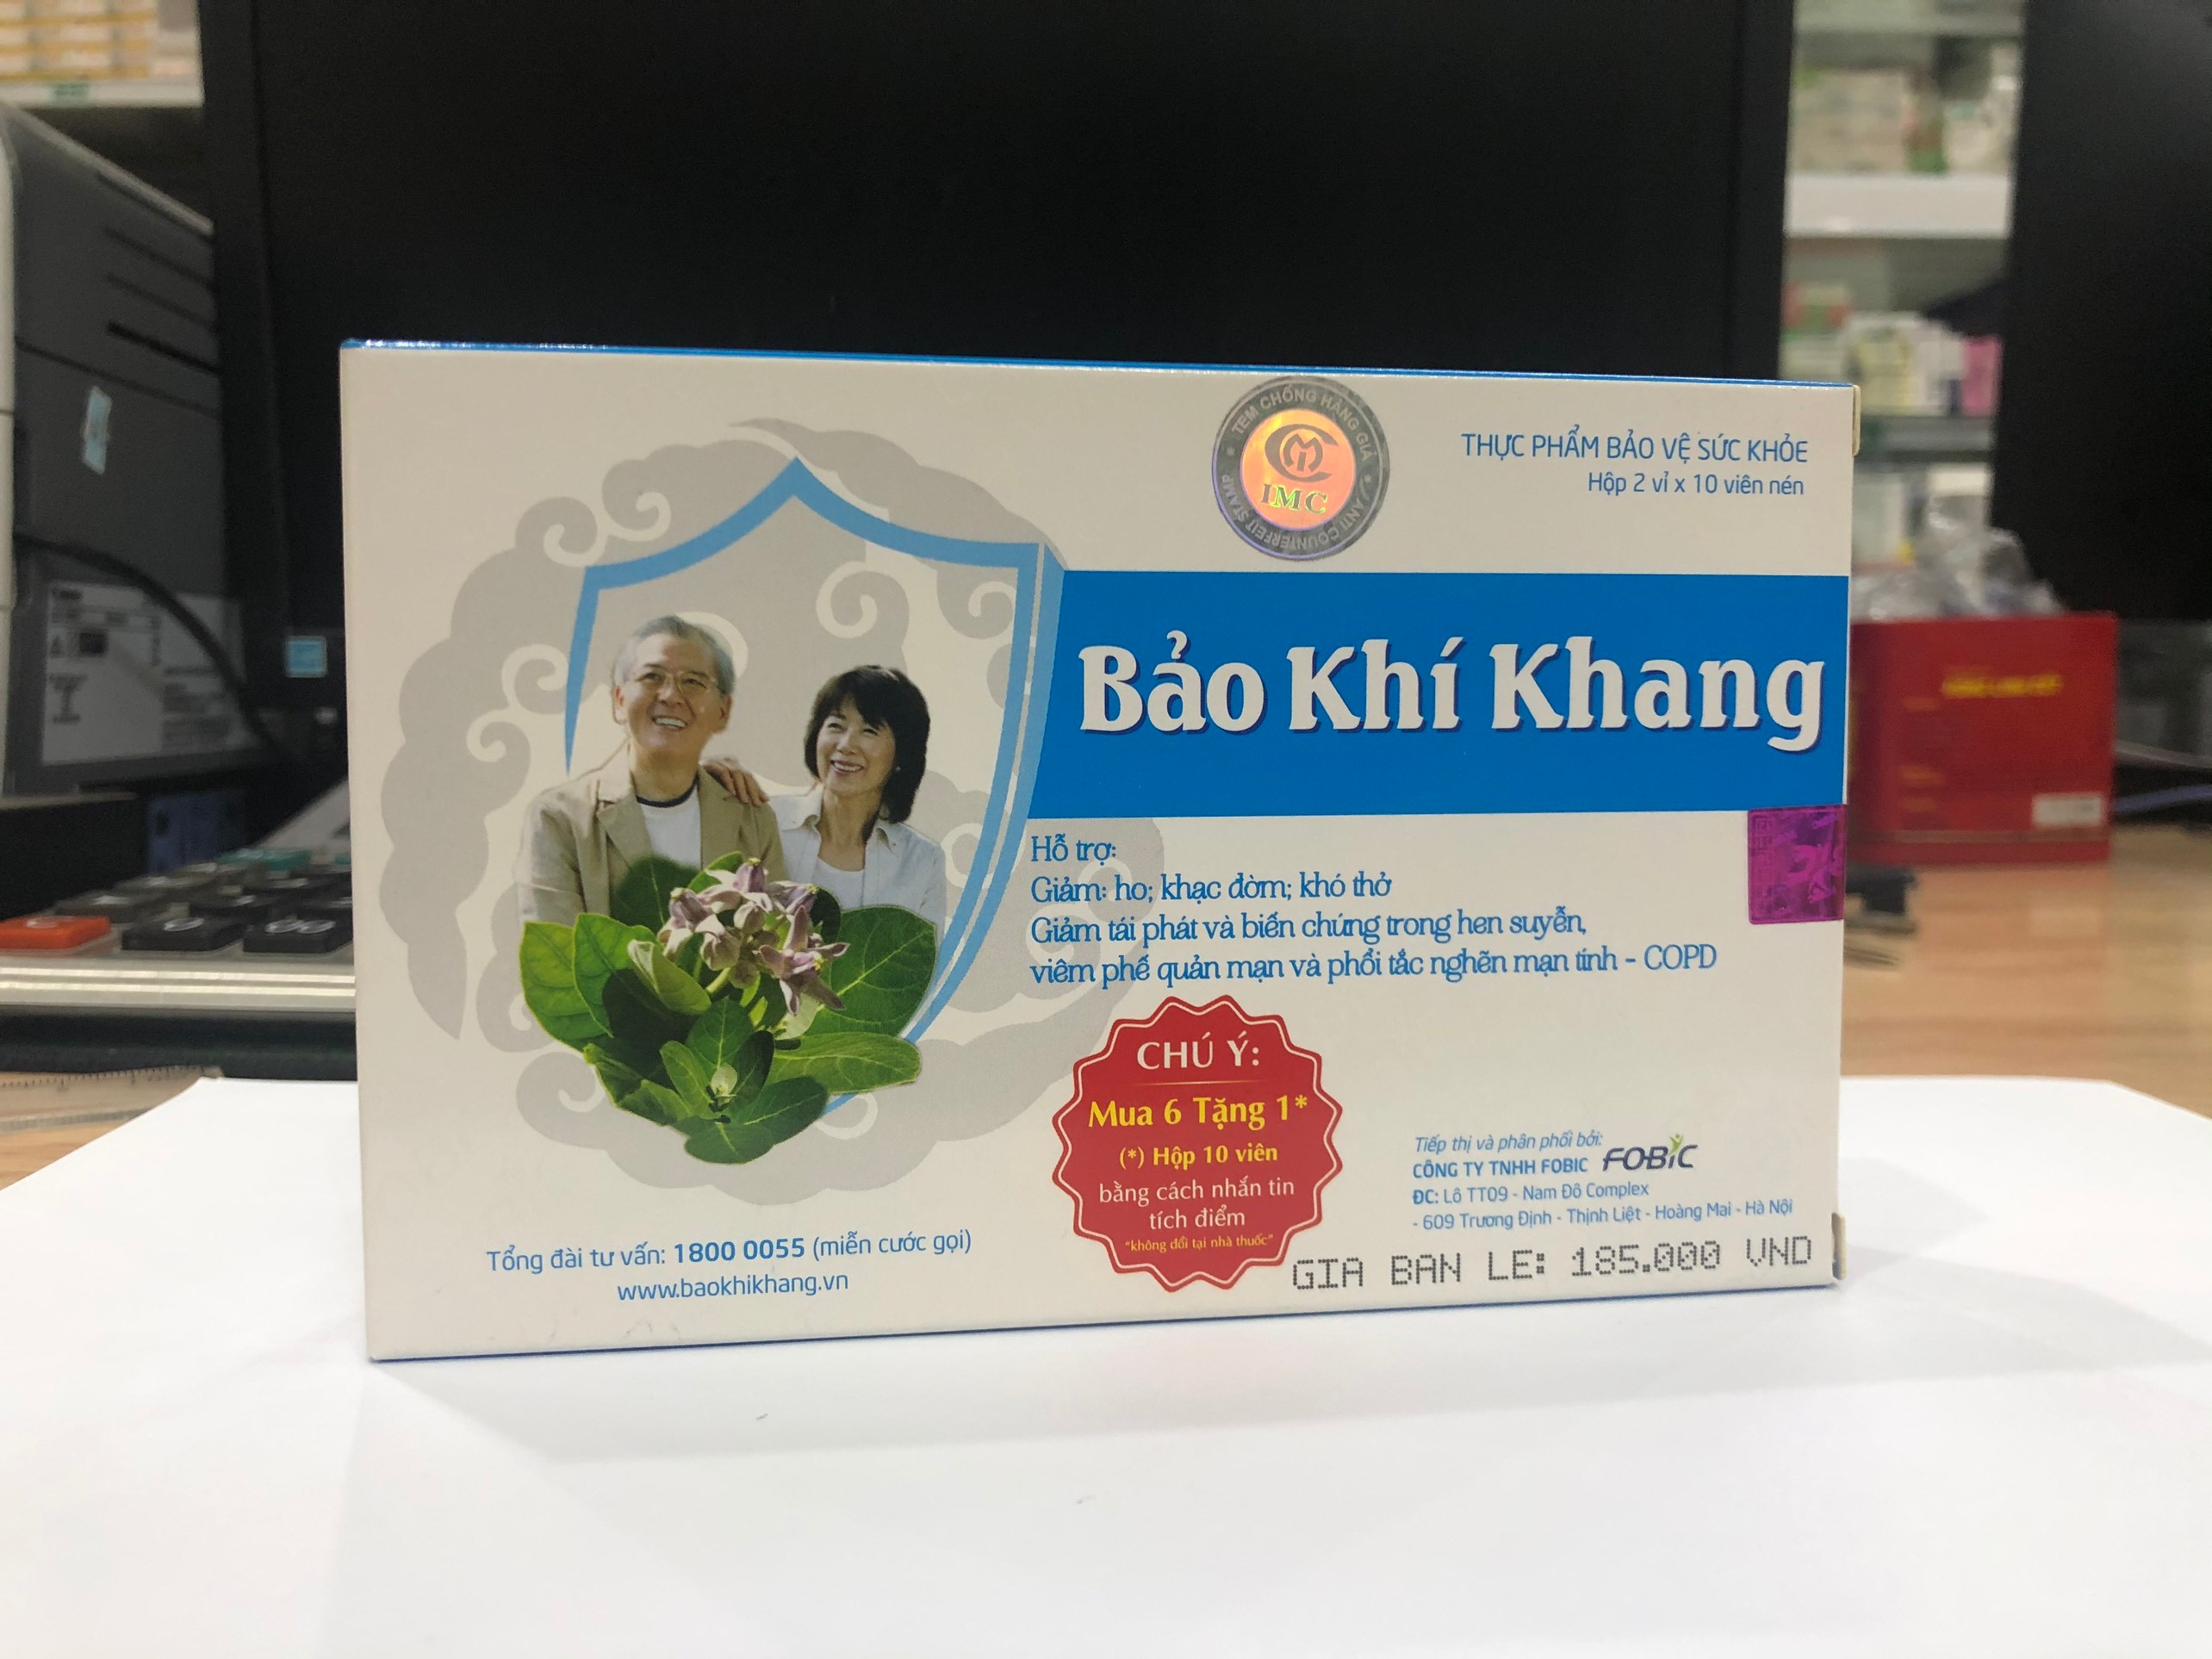 TEM CHỐNG HÀNG GIẢ
ANTI COUNTERFEIT STAMP
IMC
THỰC PHẨM BẢO VỆ SỨC KHỎE
Hộp 2 vỉ x 10 viên nén
Bảo Khí Khang
Hỗ trợ:
Giảm: ho; khạc đờm; khó thở
Giảm tái phát và biến chứng trong hen suyễn,
viêm phế quản mạn và phổi tắc nghẽn mạn tính - COPD
CHÚ Ý:
Mua 6 Tặng 1*
(*) Hộp 10 viên
bằng cách nhắn tin
tích điểm
"không đổi tại nhà thuốc"
Tiếp thị và phân phối bởi:
CÔNG TY TNHH FOBIC FOBIC
ĐC: Lô TT09 - Nam Đô Complex
- 609 Trương Định - Thịnh Liệt - Hoàng Mai - Hà Nội
GIA BAN LE: 185.000 VND
Tổng đài tư vấn: 1800 0055 (miễn cước gọi)
www.baokhikhang.vn